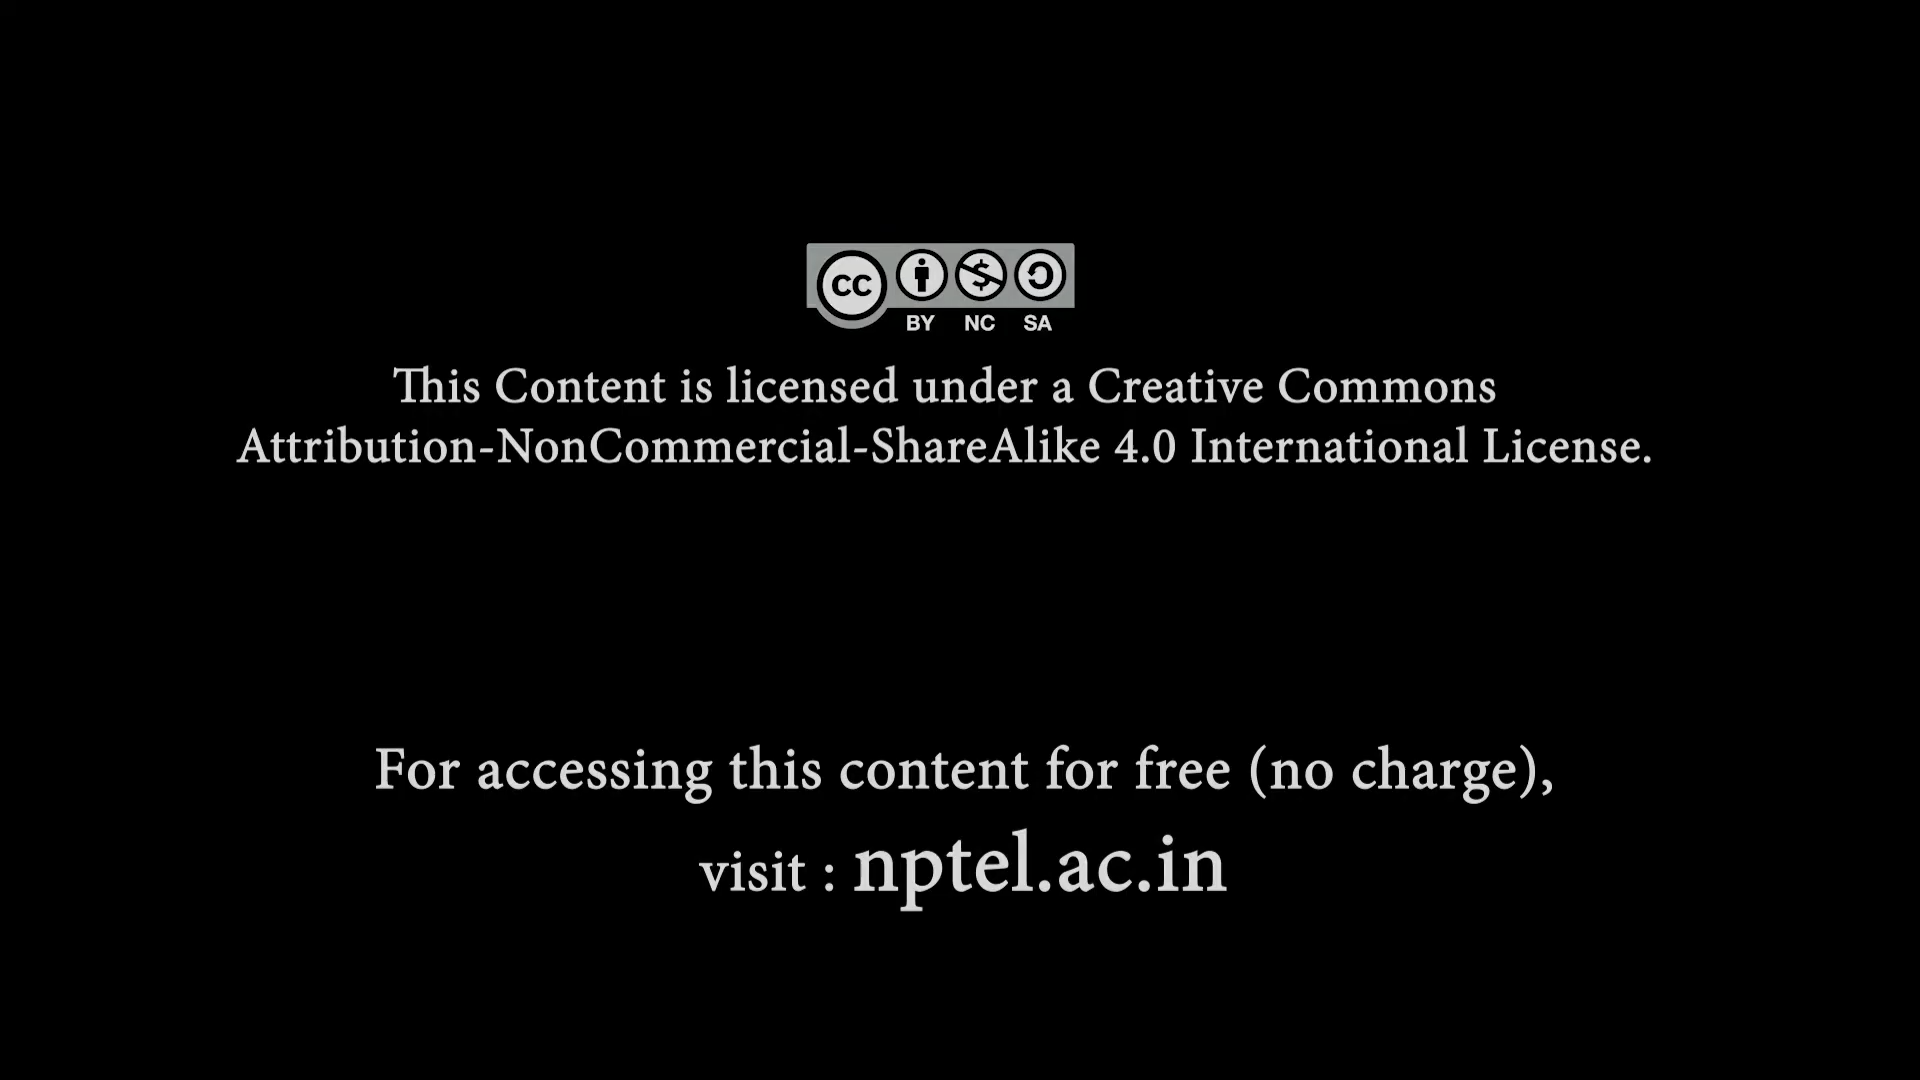 cc
BY NC SA
This Content is licensed under a Creative Commons
Attribution-NonCommercial-ShareAlike 4.0 International License.
For accessing this content for free (no charge),
visit : nptel.ac.in